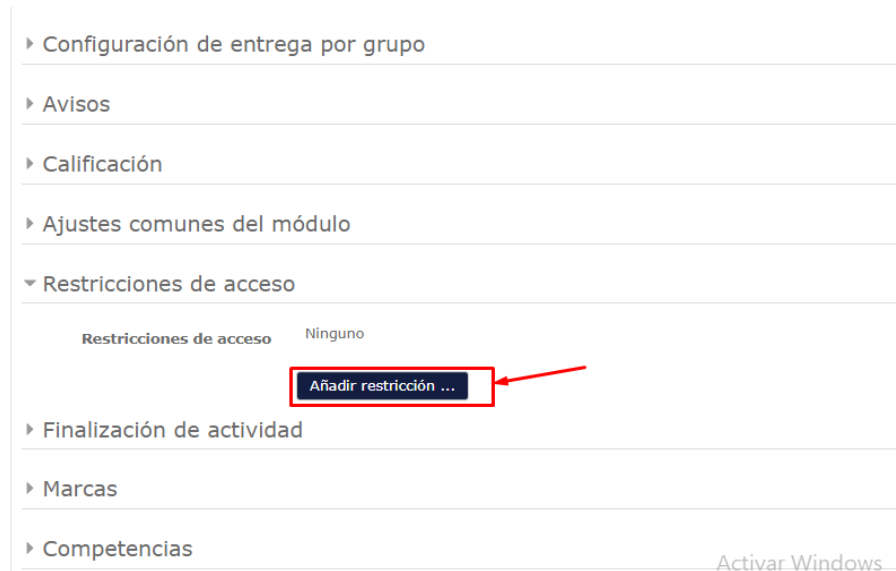 Configuración de entrega por grupo
Avisos
Calificación
Ajustes comunes del módulo
Restricciones de acceso
Restricciones de acceso Ninguno
Añadir restricción ...
Finalización de actividad
Marcas
Competencias
Activar Windows